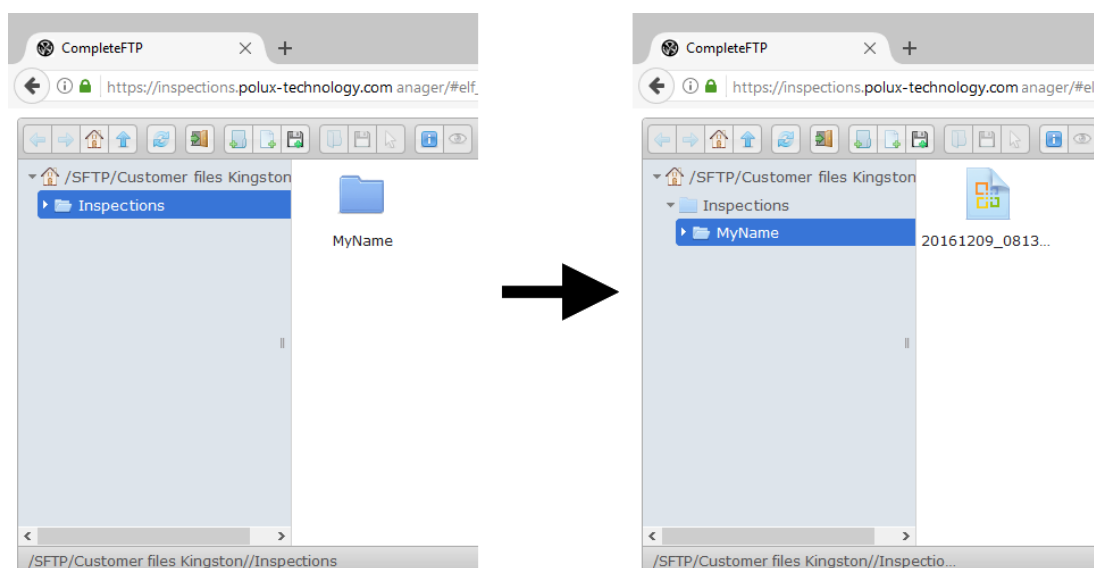 CompleteFTP
https://inspections.polux-technology.com anager/#elf_
/SFTP/Customer files Kingston
Inspections
MyName
/SFTP/Customer files Kingston//Inspections
CompleteFTP
https://inspections.polux-technology.com anager/#el
/SFTP/Customer files Kingston
Inspections
MyName
20161209_0813...
/SFTP/Customer files Kingston//Inspectio...